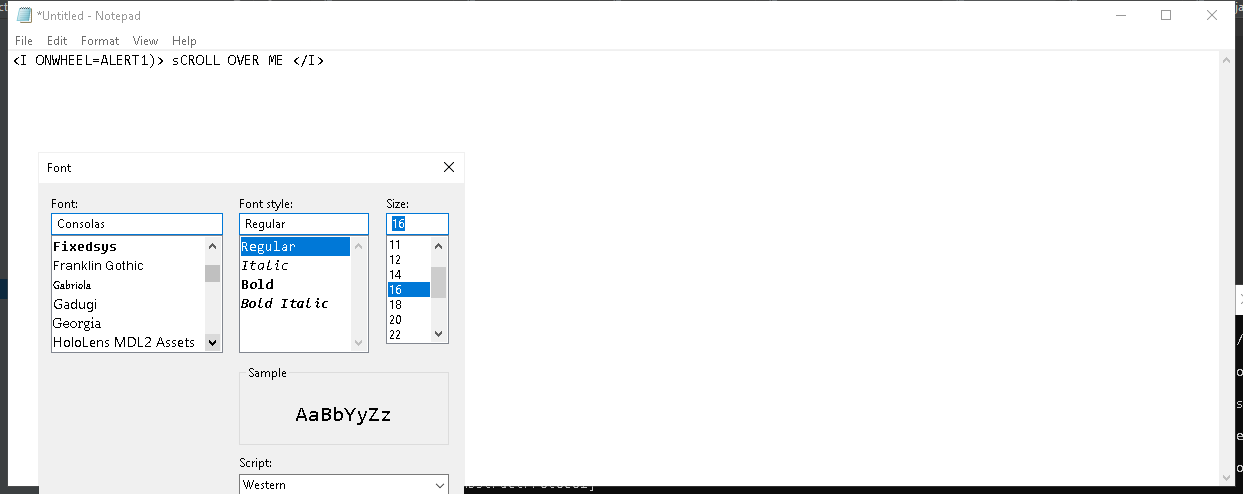 *Untitled - Notepad
File Edit Format View Help
<I ONWHEEL=ALERT1)> sCROLL OVER ME </I>
Font
Font: Font style: Size:
Consolas Regular 16
Fixedsys Regular 11
Franklin Gothic Italic 12
Gabriola Bold 14
Gadugi Bold Italic 16
Georgia 18
HoloLens MDL2 Assets 20
22
Sample
AaBbYyZz
Script:
Western